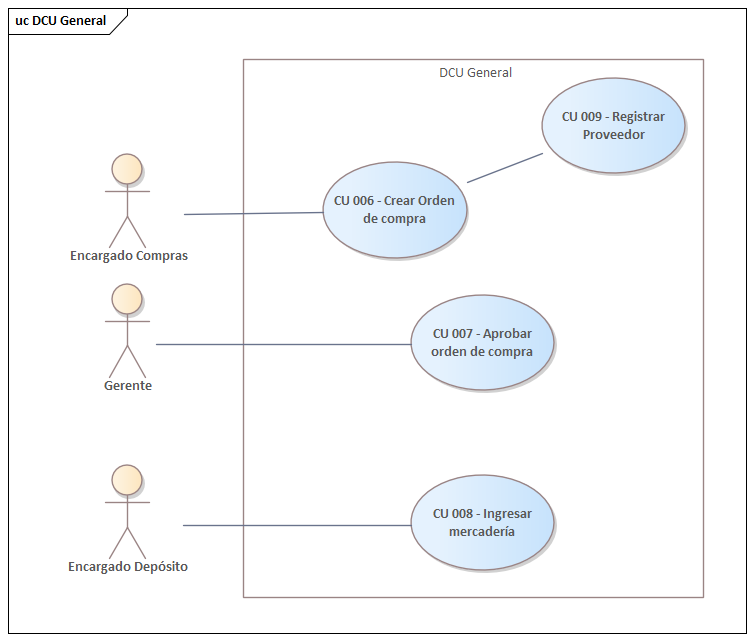 uc DCU General
DCU General
CU 009 - Registrar
Proveedor
CU 006 - Crear Orden
de compra
Encargado Compras
CU 007 - Aprobar
orden de compra
Gerente
CU 008 - Ingresar
mercadería
Encargado Depósito